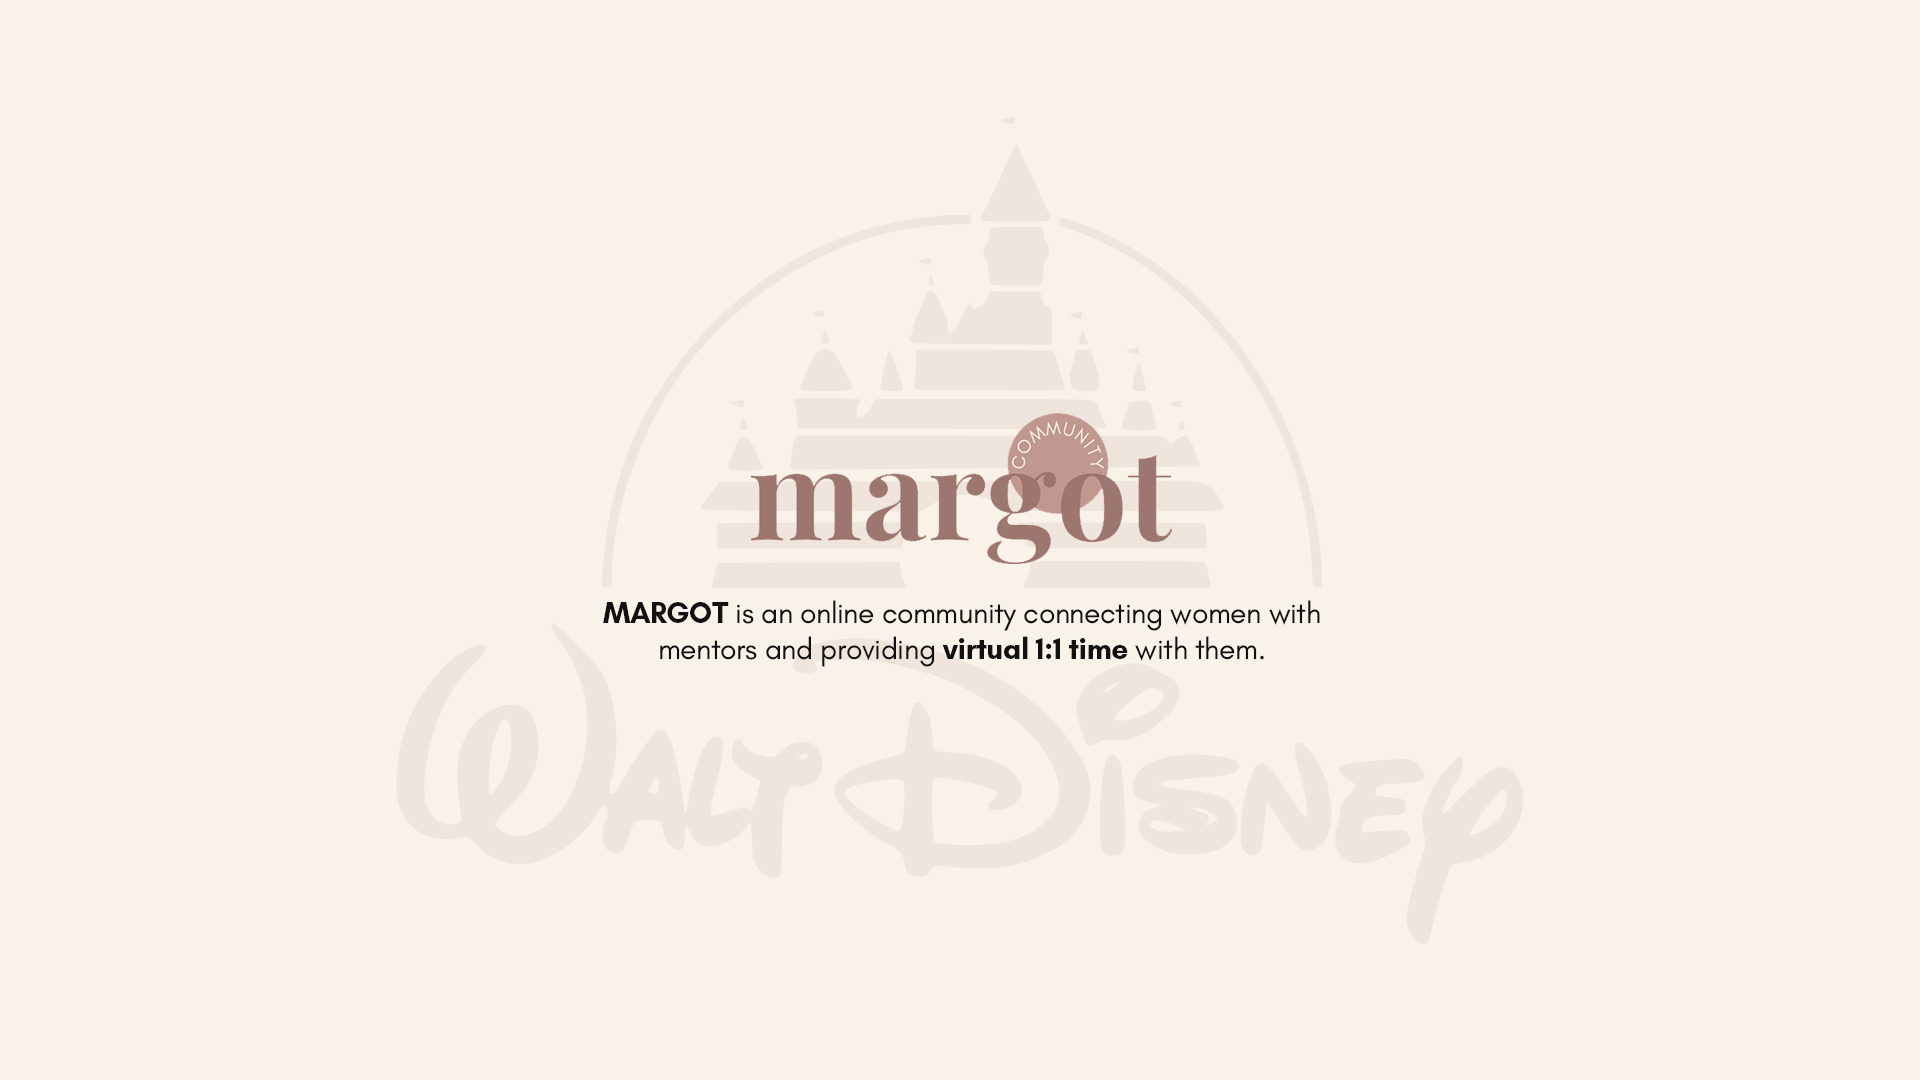 COMMUNITY
margot
MARGOT is an online community connecting women with
mentors and providing virtual 1:1 time with them.
WALT DISNEY